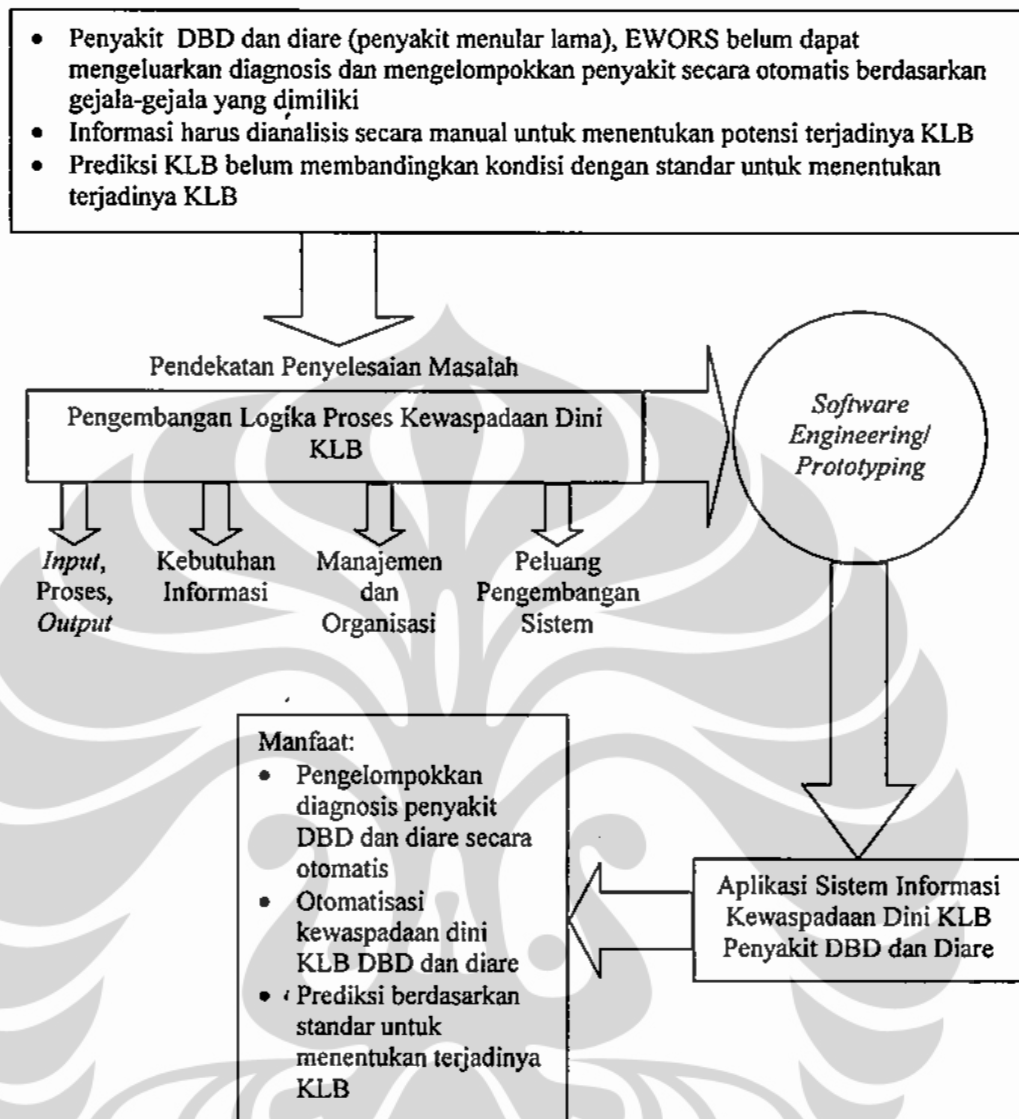 • Penyakit DBD dan diare (penyakit menular lama), EWORS belum dapat
mengeluarkan diagnosis dan mengelompokkan penyakit secara otomatis berdasarkan
gejala-gejala yang dimiliki
• Informasi harus dianalisis secara manual untuk menentukan potensi terjadinya KLB
• Prediksi KLB belum membandingkan kondisi dengan standar untuk menentukan
terjadinya KLB
Pendekatan Penyelesaian Masalah
Pengembangan Logika Proses Kewaspadaan Dini
KLB
Software
Engineering/
Prototyping
Input,
Proses,
Output
Kebutuhan
Informasi
Manajemen
dan
Organisasi
Peluang
Pengembangan
Sistem
Manfaat:
• Pengelompokkan
diagnosis penyakit
DBD dan diare secara
otomatis
• Otomatisasi
kewaspadaan dini
KLB DBD dan diare
• Prediksi berdasarkan
standar untuk
menentukan terjadinya
KLB
Aplikasi Sistem Informasi
Kewaspadaan Dini KLB
Penyakit DBD dan Diare